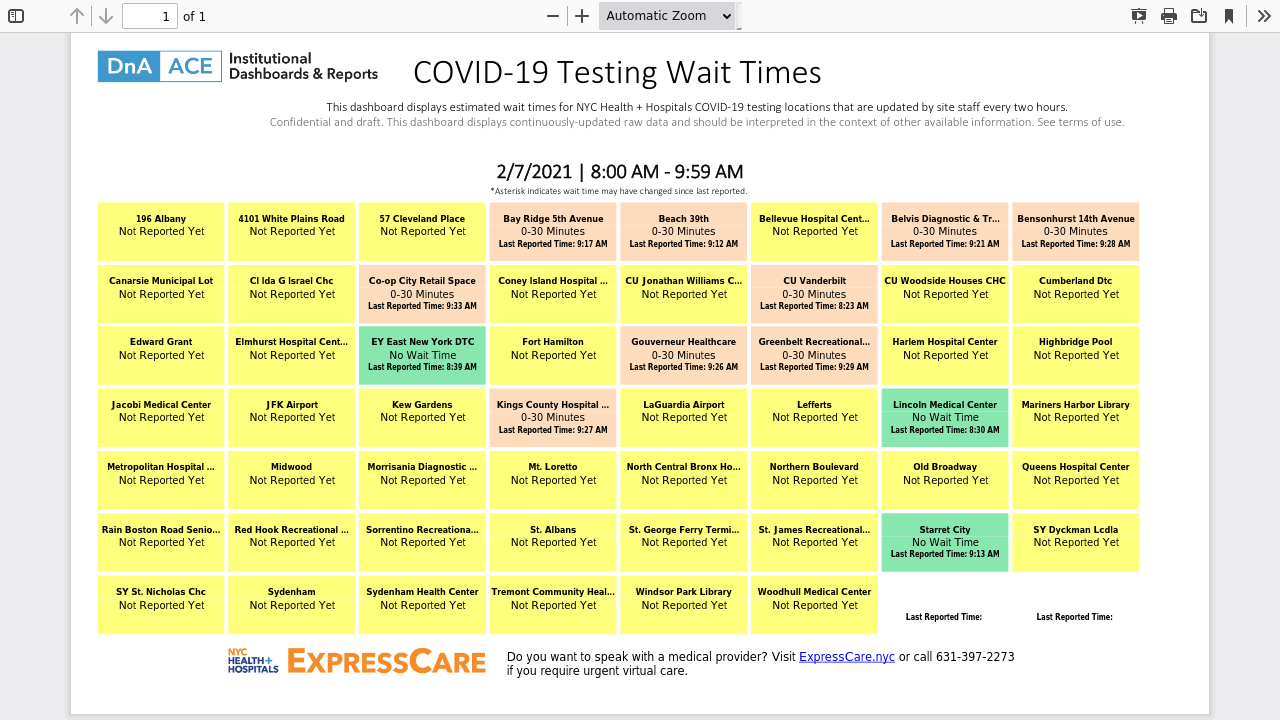 1 of 1 Automatic Zoom
DnA ACE Institutional
Dashboards & Reports
COVID-19 Testing Wait Times
This dashboard displays estimated wait times for NYC Health + Hospitals COVID-19 testing locations that are updated by site staff every two hours.
Confidential and draft. This dashboard displays continuously-updated raw data and should be interpreted in the context of other available information. See terms of use.
2/7/2021 | 8:00 AM - 9:59 AM
*Asterisk indicates wait time may have changed since last reported.
196 Albany
Not Reported Yet
4101 White Plains Road
Not Reported Yet
57 Cleveland Place
Not Reported Yet
Bay Ridge 5th Avenue
0-30 Minutes
Last Reported Time: 9:17 AM
Beach 39th
0-30 Minutes
Last Reported Time: 9:12 AM
Bellevue Hospital Cent...
Not Reported Yet
Belvis Diagnostic & Tr...
0-30 Minutes
Last Reported Time: 9:21 AM
Bensonhurst 14th Avenue
0-30 Minutes
Last Reported Time: 9:28 AM
Canarsie Municipal Lot
Not Reported Yet
CI Ida G Israel Chc
Not Reported Yet
Co-op City Retail Space
0-30 Minutes
Last Reported Time: 9:33 AM
Coney Island Hospital ...
Not Reported Yet
CU Jonathan Williams C...
Not Reported Yet
CU Vanderbilt
0-30 Minutes
Last Reported Time: 8:23 AM
CU Woodside Houses CHC
Not Reported Yet
Cumberland Dtc
Not Reported Yet
Edward Grant
Not Reported Yet
Elmhurst Hospital Cent...
Not Reported Yet
EY East New York DTC
No Wait Time
Last Reported Time: 8:39 AM
Fort Hamilton
Not Reported Yet
Gouverneur Healthcare
0-30 Minutes
Last Reported Time: 9:26 AM
Greenbelt Recreational...
0-30 Minutes
Last Reported Time: 9:29 AM
Harlem Hospital Center
Not Reported Yet
Highbridge Pool
Not Reported Yet
Jacobi Medical Center
Not Reported Yet
JFK Airport
Not Reported Yet
Kew Gardens
Not Reported Yet
Kings County Hospital ...
0-30 Minutes
Last Reported Time: 9:27 AM
LaGuardia Airport
Not Reported Yet
Lefferts
Not Reported Yet
Lincoln Medical Center
No Wait Time
Last Reported Time: 8:30 AM
Mariners Harbor Library
Not Reported Yet
Metropolitan Hospital ...
Not Reported Yet
Midwood
Not Reported Yet
Morrisania Diagnostic ...
Not Reported Yet
Mt. Loretto
Not Reported Yet
North Central Bronx Ho...
Not Reported Yet
Northern Boulevard
Not Reported Yet
Old Broadway
Not Reported Yet
Queens Hospital Center
Not Reported Yet
Rain Boston Road Senio...
Not Reported Yet
Red Hook Recreational ...
Not Reported Yet
Sorrentino Recreationa...
Not Reported Yet
St. Albans
Not Reported Yet
St. George Ferry Termi...
Not Reported Yet
St. James Recreational...
Not Reported Yet
Starret City
No Wait Time
Last Reported Time: 9:13 AM
SY Dyckman Lcdla
Not Reported Yet
SY St. Nicholas Chc
Not Reported Yet
Sydenham
Not Reported Yet
Sydenham Health Center
Not Reported Yet
Tremont Community Heal...
Not Reported Yet
Windsor Park Library
Not Reported Yet
Woodhull Medical Center
Not Reported Yet
Last Reported Time:
Last Reported Time:
NYC
HEALTH+
HOSPITALS
EXPRESSCARE
Do you want to speak with a medical provider? Visit ExpressCare.nyc or call 631-397-2273
if you require urgent virtual care.